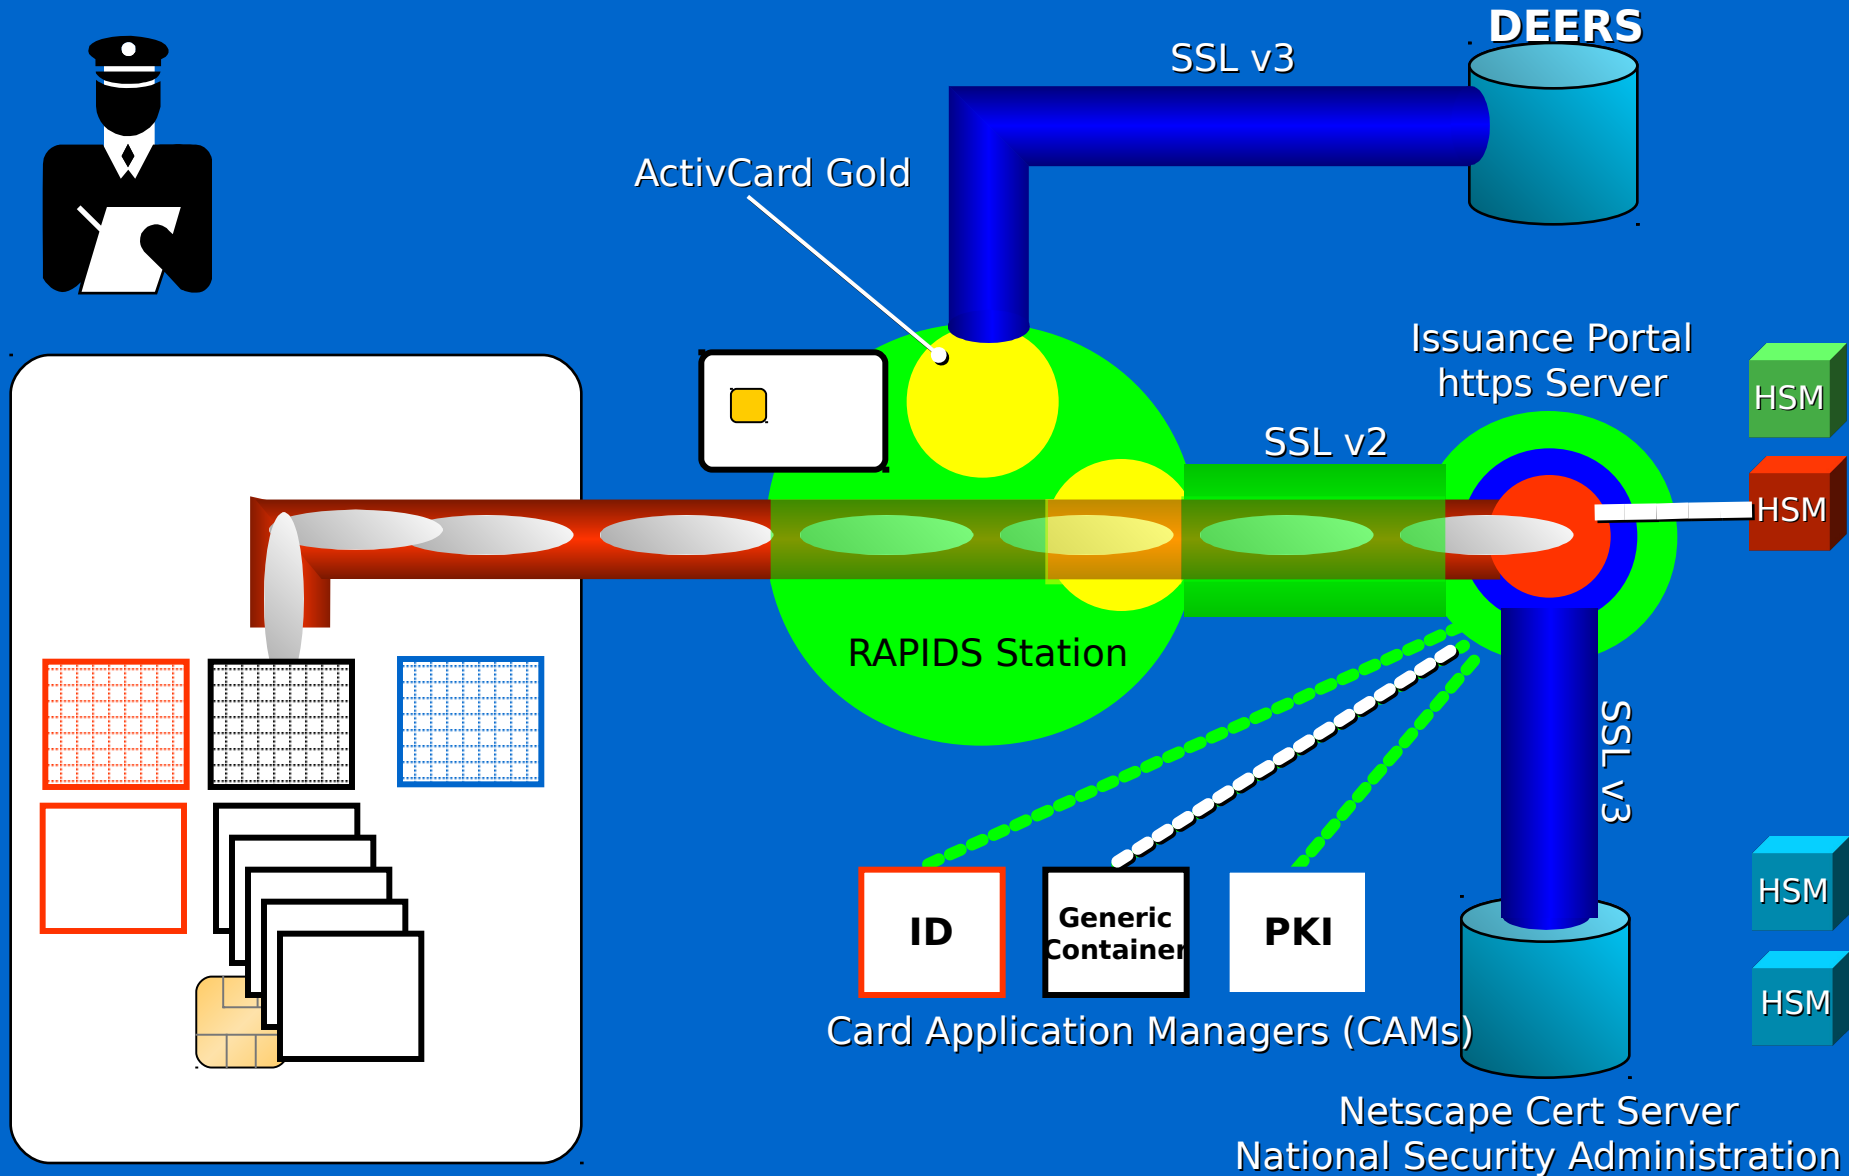 DEERS
SSL v3
ActivCard Gold
Issuance Portal
https Server
HSM
SSL v2
HSM
RAPIDS Station
SSL v3
HSM
ID
Generic
Container
PKI
HSM
Card Application Managers (CAMs)
Netscape Cert Server
National Security Administration